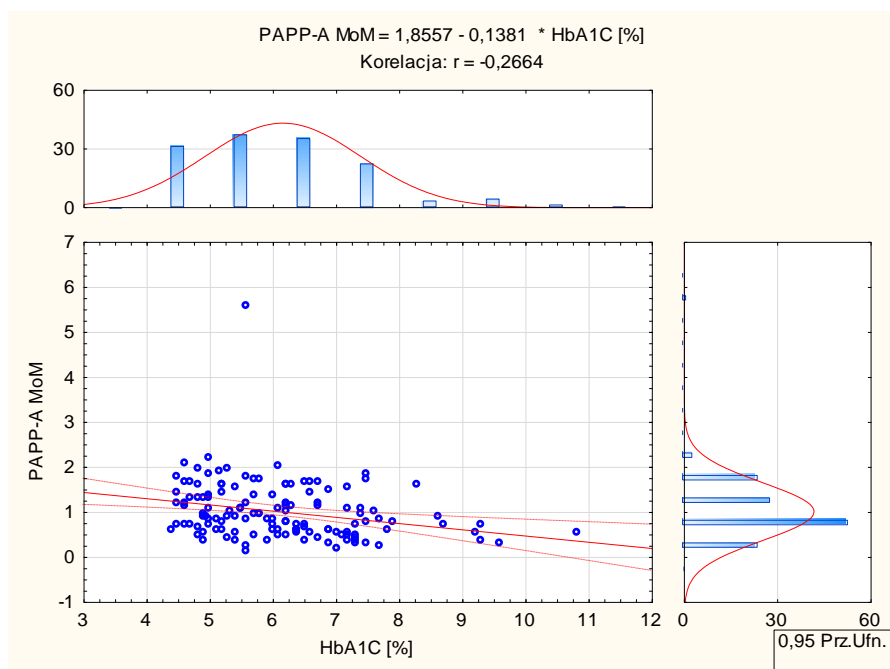 PAPP-A MoM = 1,8557 - 0,1381 * HbA1C [%]
Korelacja: r = -0,2664
60
30
0
7
6
5
4
3
2
1
0
-1
PAPP-A MoM
3 4 5 6 7 8 9 10 11 12
HbA1C [%]
0 30 60
0,95 Prz.Ufn.